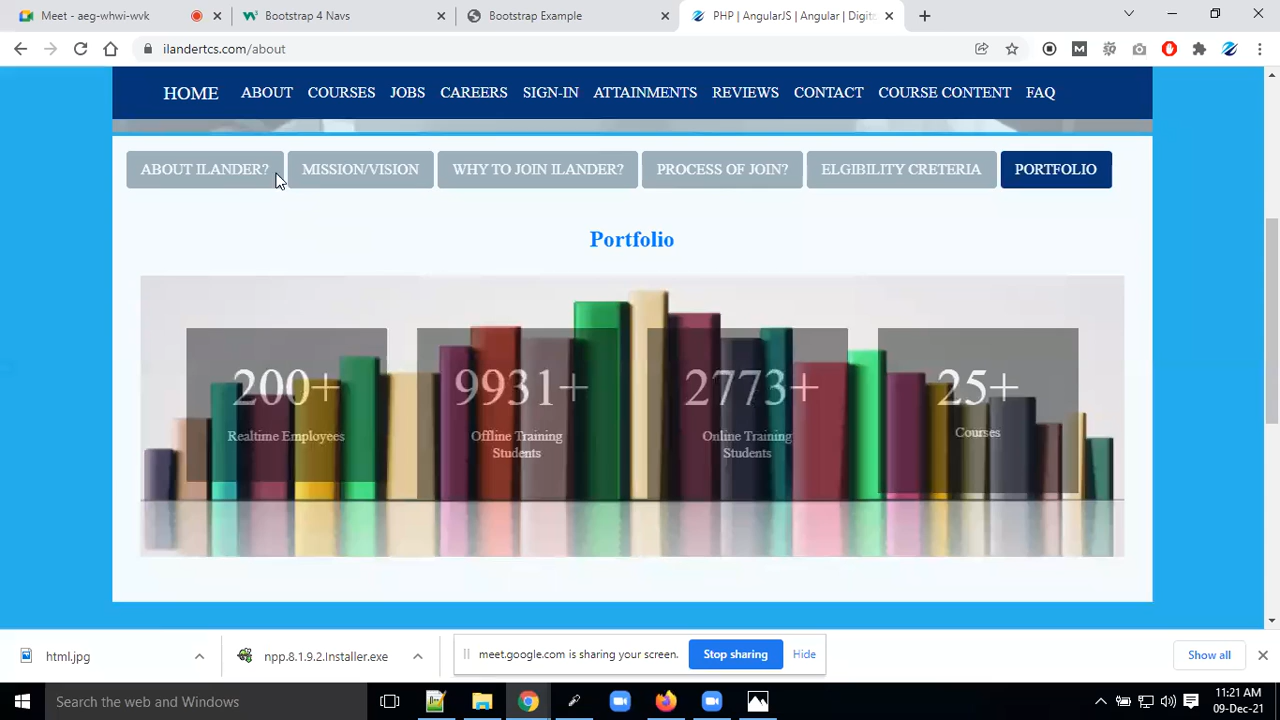 Meet - aeg-whwi-wvk
Bootstrap 4 Navs
Bootstrap Example
PHP | AngularJS | Angular | Digit
ilandertcs.com/about
HOME ABOUT COURSES JOBS CAREERS SIGN-IN ATTAINMENTS REVIEWS CONTACT COURSE CONTENT FAQ
ABOUT ILANDER? MISSION/VISION WHY TO JOIN ILANDER? PROCESS OF JOIN? ELGIBILITY CRETERIA PORTFOLIO
Portfolio
200+ 9931+ 2773+ 25+
Realtime Employees
Offline Training
Students
Online Training
Students
Courses
html.jpg
npp.8.1.9.2.Installer.exe
meet.google.com is sharing your screen. Stop sharing Hide
Show all
Search the web and Windows
11:21 AM
09-Dec-21